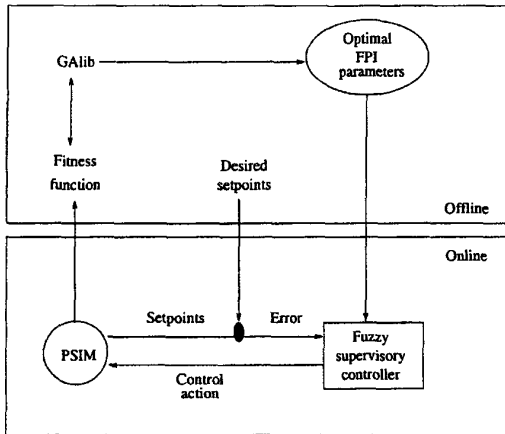 Optimal
FPI
parameters
GAlib
Fitness
function
Desired
setpoints
Offline
Online
Setpoints
Error
PSIM
Fuzzy
supervisory
controller
Control
action